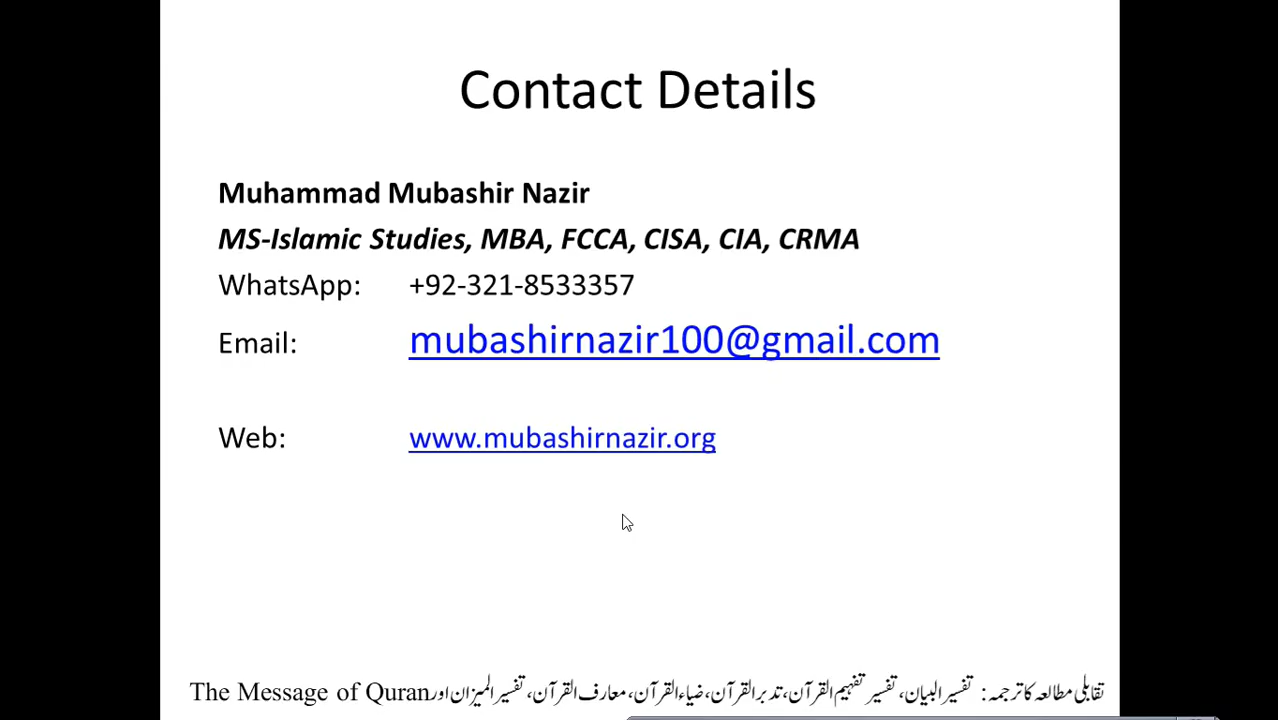 Contact Details
Muhammad Mubashir Nazir
MS-Islamic Studies, MBA, FCCA, CISA, CIA, CRMA
WhatsApp: +92-321-8533357
Email: mubashirnazir100@gmail.com
Web: www.mubashirnazir.org
تقابلی مطالعہ کا ترجمہ: تفسیر البیان، تفسیر تفہیم القرآن، تدبر القرآن، ضیاء القرآن، معارف القرآن، تفسیر المیزان اور The Message of Quran